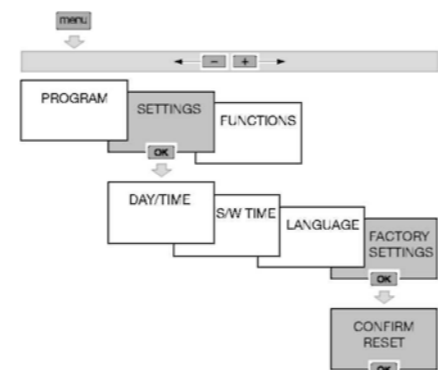 menu
- +
PROGRAM
SETTINGS
FUNCTIONS
OK
DAY/TIME
S/W TIME
LANGUAGE
FACTORY
SETTINGS
OK
CONFIRM
RESET
OK